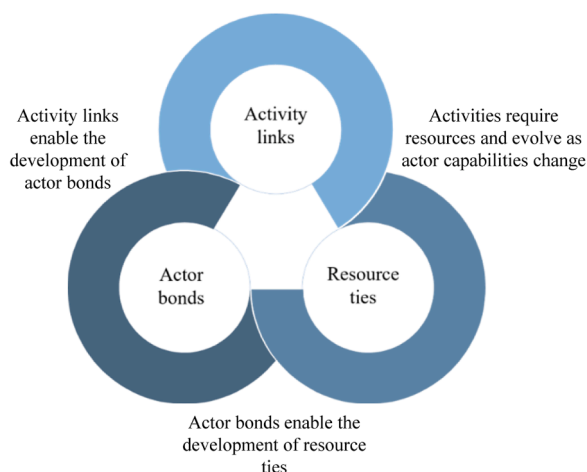 Activity
links
Activity links
enable the
development of
actor bonds
Activities require
resources and evolve as
actor capabilities change
Actor
bonds
Resource
ties
Actor bonds enable the
development of resource
ties